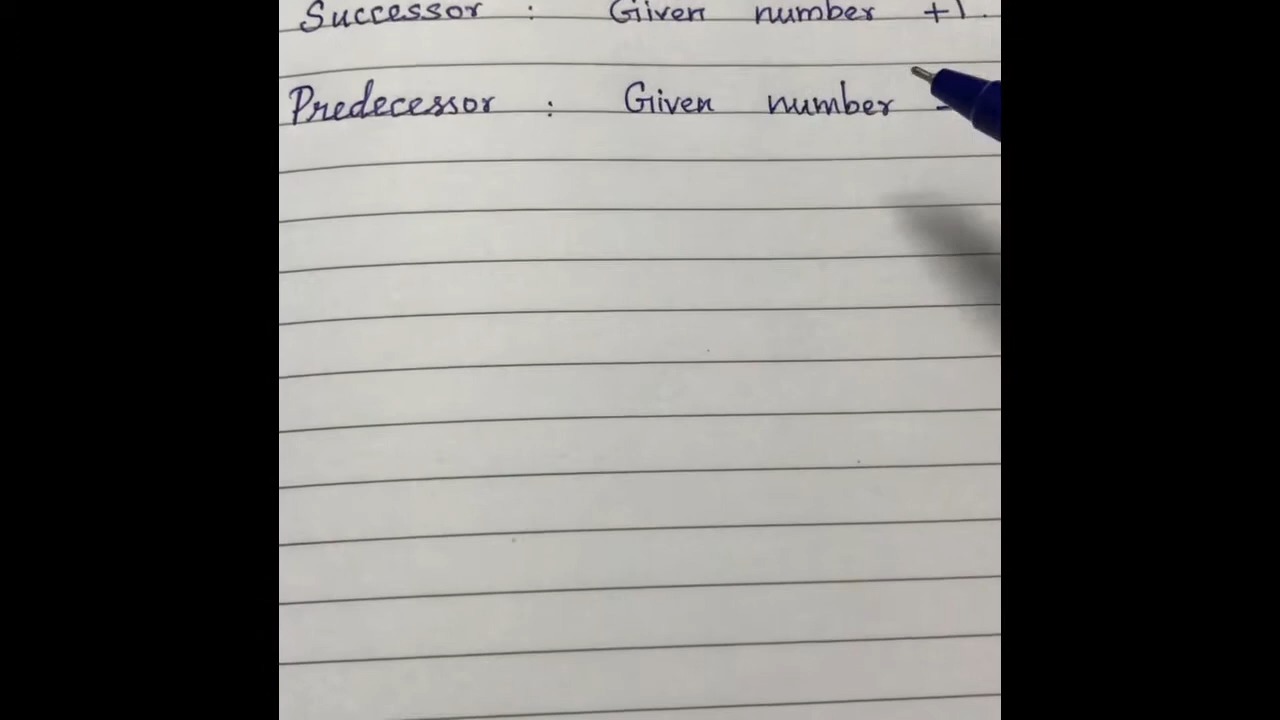 Successor : Given number +1.
Predecessor : Given number -